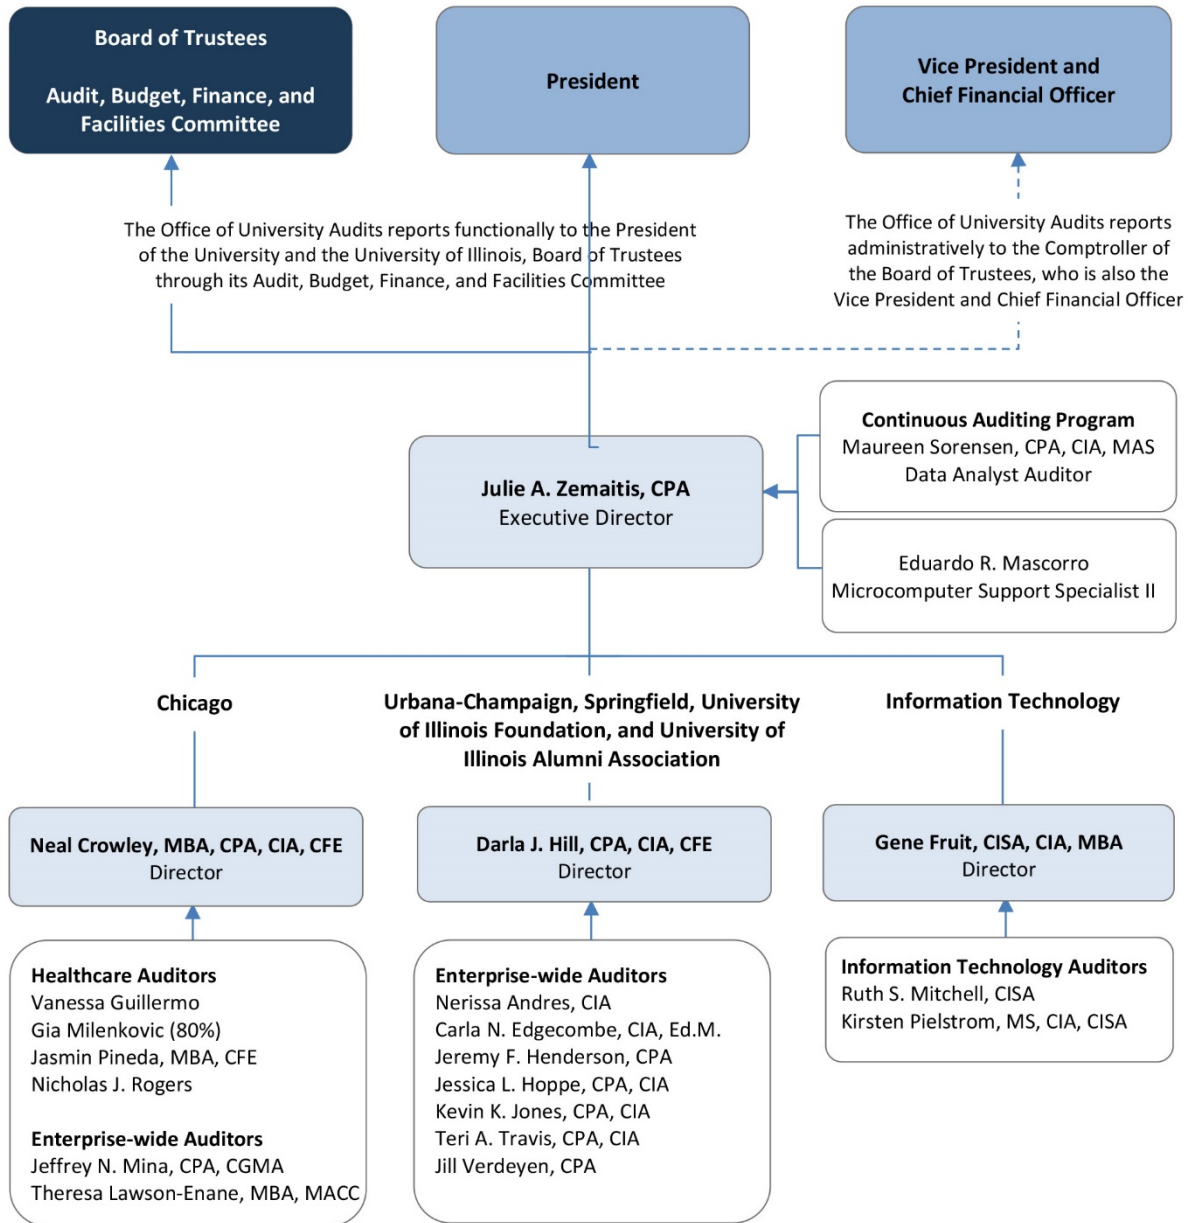 Board of Trustees
Audit, Budget, Finance, and
Facilities Committee
President
Vice President and
Chief Financial Officer
The Office of University Audits reports functionally to the President
of the University and the University of Illinois, Board of Trustees
through its Audit, Budget, Finance, and Facilities Committee
The Office of University Audits reports
administratively to the Comptroller of
the Board of Trustees, who is also the
Vice President and Chief Financial Officer
Continuous Auditing Program
Maureen Sorensen, CPA, CIA, MAS
Data Analyst Auditor
Julie A. Zemaitis, CPA
Executive Director
Eduardo R. Mascorro
Microcomputer Support Specialist II
Chicago
Urbana-Champaign, Springfield, University
of Illinois Foundation, and University of
Illinois Alumni Association
Information Technology
Neal Crowley, MBA, CPA, CIA, CFE
Director
Darla J. Hill, CPA, CIA, CFE
Director
Gene Fruit, CISA, CIA, MBA
Director
Healthcare Auditors
Vanessa Guillermo
Gia Milenkovic (80%)
Jasmin Pineda, MBA, CFE
Nicholas J. Rogers
Enterprise-wide Auditors
Jeffrey N. Mina, CPA, CGMA
Theresa Lawson-Enane, MBA, MACC
Enterprise-wide Auditors
Nerissa Andres, CIA
Carla N. Edgecombe, CIA, Ed.M.
Jeremy F. Henderson, CPA
Jessica L. Hoppe, CPA, CIA
Kevin K. Jones, CPA, CIA
Teri A. Travis, CPA, CIA
Jill Verdeyen, CPA
Information Technology Auditors
Ruth S. Mitchell, CISA
Kirsten Pielstrom, MS, CIA, CISA